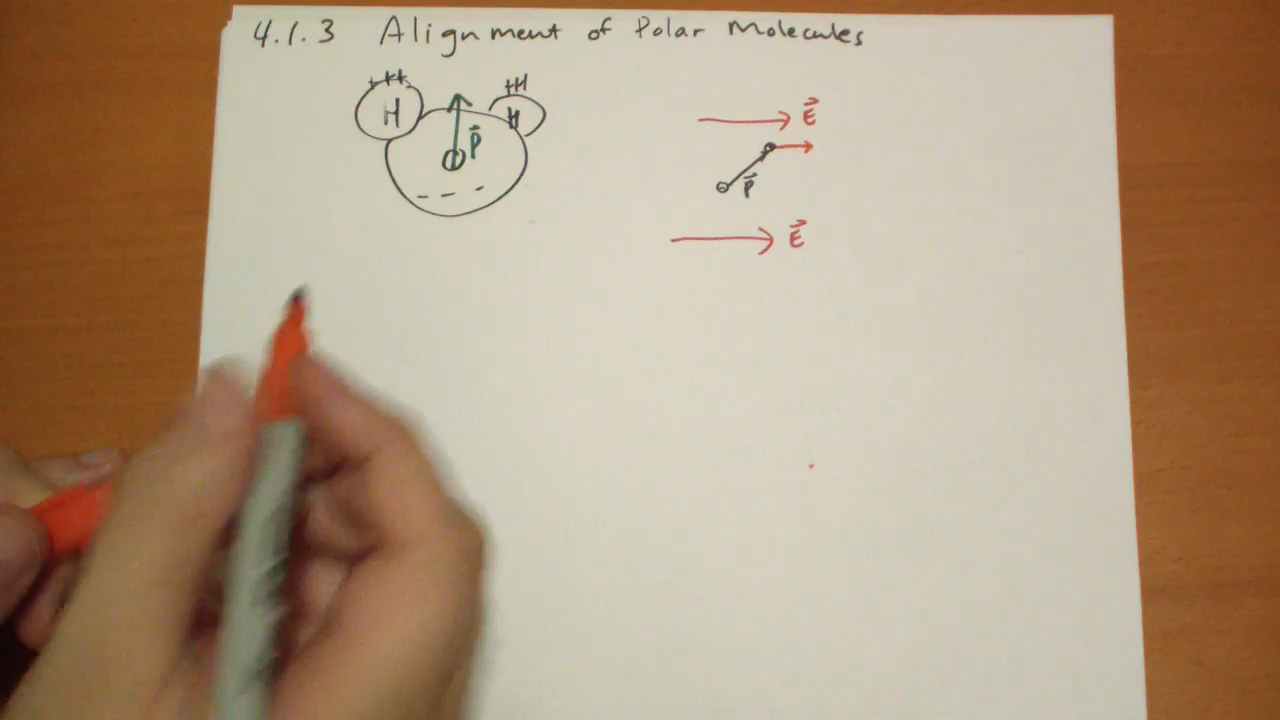 4.1.3 Alignment of Polar Molecules
+++ ++
H H
P⃗
- - -
E⃗
P⃗
E⃗